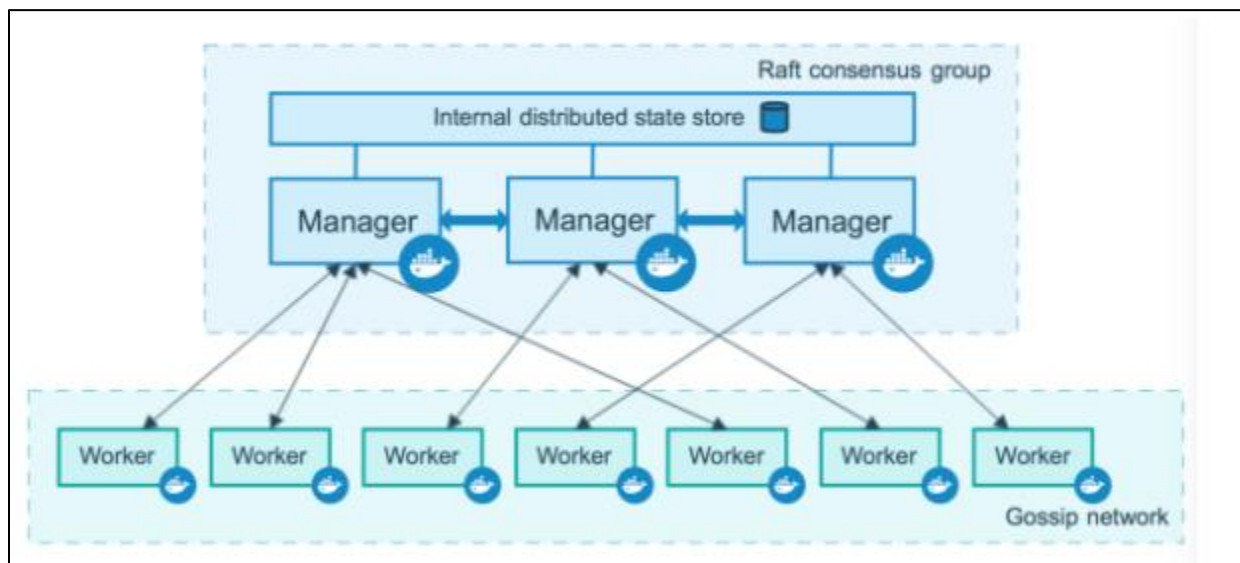 Raft consensus group
Internal distributed state store
Manager
Manager
Manager
Worker
Worker
Worker
Worker
Worker
Worker
Worker
Gossip network